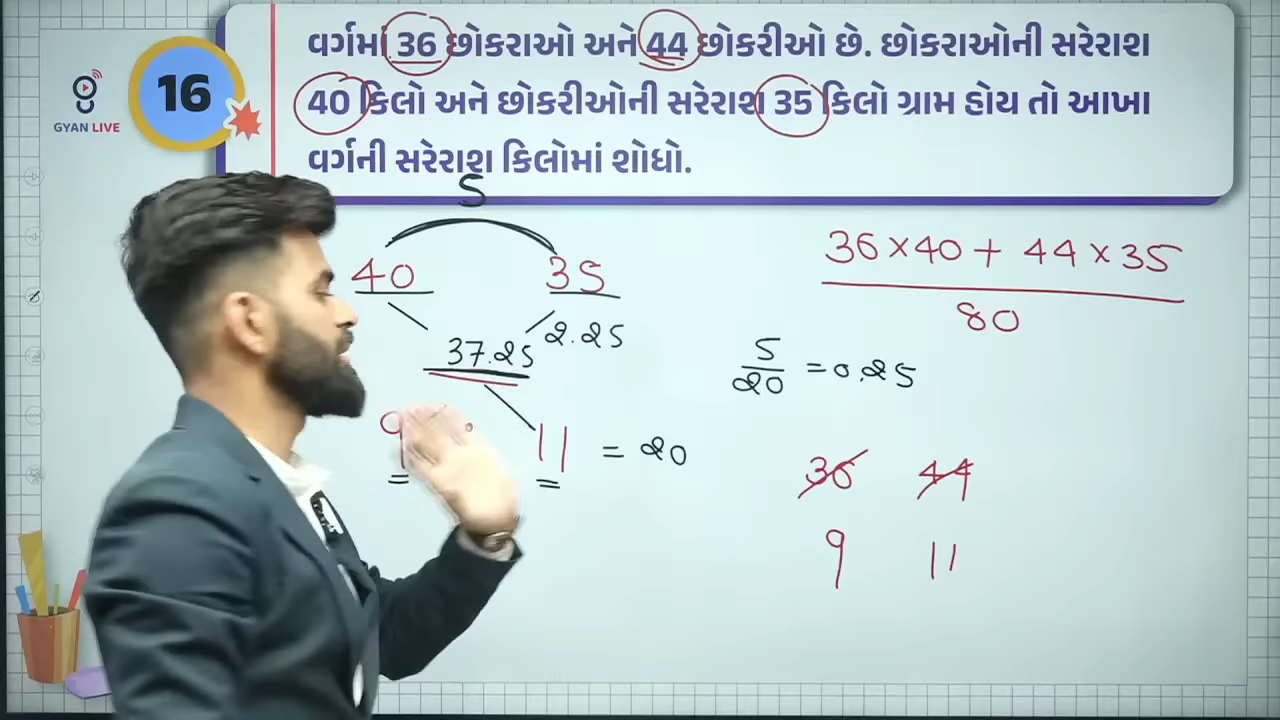 16
GYAN LIVE
વર્ગમાં 36 છોકરાઓ અને 44 છોકરીઓ છે. છોકરાઓની સરેરાશ
40 કિલો અને છોકરીઓની સરેરાશ 35 કિલો ગ્રામ હોય તો આખા
વર્ગની સરેરાશ કિલોમાં શોધો.
5
40 35
37.25 2.25
9 11 = 20
36×40 + 44×35
80
5
20 = 0.25
36 44
9 11